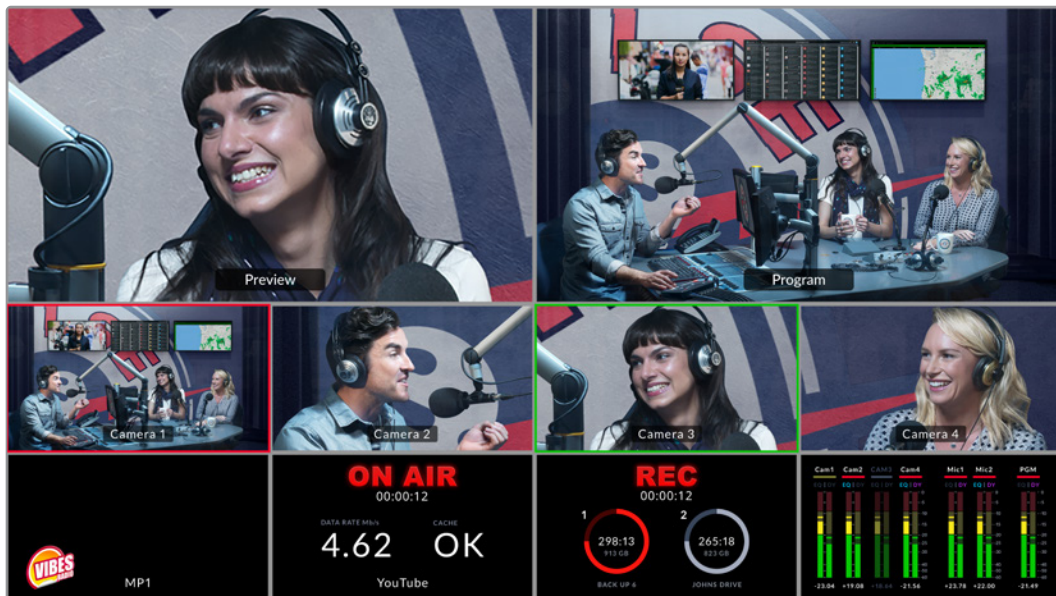 Preview
Program
Camera 1
Camera 2
Camera 3
Camera 4
VIBES
RADIO
MP1
ON AIR
00:00:12
DATA RATE Mb/s
CACHE
4.62
OK
YouTube
REC
00:00:12
1
2
298:13
265:18
913 GB
823 GB
BACK UP 6
JOHNS DRIVE
Cam1 Cam2 CAM3 Cam4 Mic1 Mic2 PGM
-23.04 +19.08 +18.64 -21.56 +23.78 +22.00 -21.49